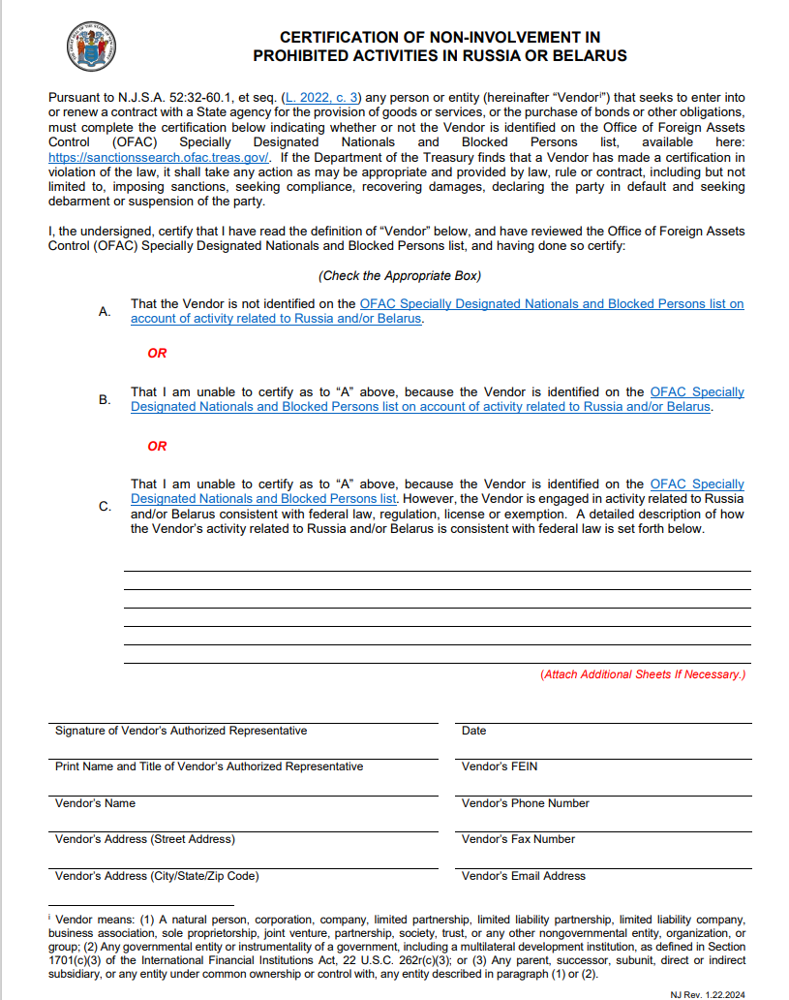 CERTIFICATION OF NON-INVOLVEMENT IN
PROHIBITED ACTIVITIES IN RUSSIA OR BELARUS
Pursuant to N.J.S.A. 52:32-60.1, et seq. (L. 2022, c. 3) any person or entity (hereinafter “Vendorⁱ”) that seeks to enter into
or renew a contract with a State agency for the provision of goods or services, or the purchase of bonds or other obligations,
must complete the certification below indicating whether or not the Vendor is identified on the Office of Foreign Assets
Control (OFAC) Specially Designated Nationals and Blocked Persons list, available here:
https://sanctionssearch.ofac.treas.gov/. If the Department of the Treasury finds that a Vendor has made a certification in
violation of the law, it shall take any action as may be appropriate and provided by law, rule or contract, including but not
limited to, imposing sanctions, seeking compliance, recovering damages, declaring the party in default and seeking
debarment or suspension of the party.
I, the undersigned, certify that I have read the definition of “Vendor” below, and have reviewed the Office of Foreign Assets
Control (OFAC) Specially Designated Nationals and Blocked Persons list, and having done so certify:
(Check the Appropriate Box)
A. That the Vendor is not identified on the OFAC Specially Designated Nationals and Blocked Persons list on
account of activity related to Russia and/or Belarus.
OR
B. That I am unable to certify as to “A” above, because the Vendor is identified on the OFAC Specially
Designated Nationals and Blocked Persons list on account of activity related to Russia and/or Belarus.
OR
C. That I am unable to certify as to “A” above, because the Vendor is identified on the OFAC Specially
Designated Nationals and Blocked Persons list. However, the Vendor is engaged in activity related to Russia
and/or Belarus consistent with federal law, regulation, license or exemption. A detailed description of how
the Vendor’s activity related to Russia and/or Belarus is consistent with federal law is set forth below.
(Attach Additional Sheets If Necessary.)
Signature of Vendor’s Authorized Representative
Date
Print Name and Title of Vendor’s Authorized Representative
Vendor’s FEIN
Vendor’s Name
Vendor’s Phone Number
Vendor’s Address (Street Address)
Vendor’s Fax Number
Vendor’s Address (City/State/Zip Code)
Vendor’s Email Address
ⁱ Vendor means: (1) A natural person, corporation, company, limited partnership, limited liability partnership, limited liability company,
business association, sole proprietorship, joint venture, partnership, society, trust, or any other nongovernmental entity, organization, or
group; (2) Any governmental entity or instrumentality of a government, including a multilateral development institution, as defined in Section
1701(c)(3) of the International Financial Institutions Act, 22 U.S.C. 262r(c)(3); or (3) Any parent, successor, subunit, direct or indirect
subsidiary, or any entity under common ownership or control with, any entity described in paragraph (1) or (2).
NJ Rev. 1.22.2024